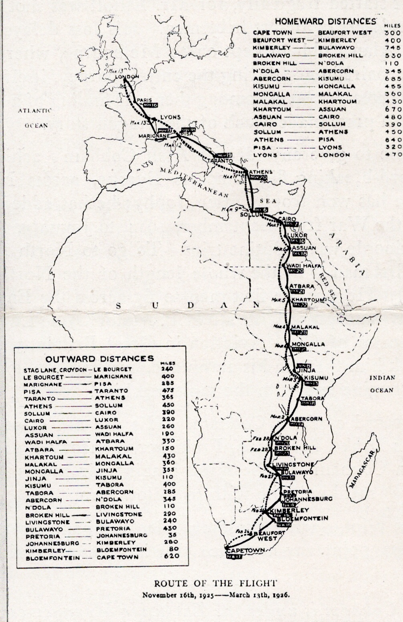 HOMEWARD DISTANCES
MILES
CAPE TOWN —— BEAUFORT WEST 300
BEAUFORT WEST — KIMBERLEY 400
KIMBERLEY —— BULAWAYO 745
BULAWAYO —— BROKEN HILL 530
BROKEN HILL —— N'DOLA 110
N'DOLA —— ABERCORN 345
ABERCORN —— KISUMU 685
KISUMU —— MONGALLA 465
MONGALLA —— MALAKAL 360
MALAKAL —— KHARTOUM 430
KHARTOUM —— ASSUAN 670
ASSUAN —— CAIRO 480
CAIRO —— SOLLUM 390
SOLLUM —— ATHENS 450
ATHENS —— PISA 840
PISA —— LYONS 320
LYONS —— LONDON 470
LONDON
PARIS
LYONS
MARIGNANE
PISA
TARANTO
ATHENS
ATLANTIC
OCEAN
MEDITERRANEAN
SEA
SOLLUM
CAIRO
LUXOR
ASSUAN
WADI HALFA
ARABIA
RED SEA
ATBARA
KHARTOUM
SUDAN
MALAKAL
MONGALLA
JINJA
KISUMU
INDIAN
OCEAN
TABORA
ABERCORN
N'DOLA
BROKEN HILL
LIVINGSTONE
BULAWAYO
MADAGASCAR
PRETORIA
JOHANNESBURG
KIMBERLEY
BLOEMFONTEIN
BEAUFORT
WEST
CAPETOWN
OUTWARD DISTANCES
MILES
STAG LANE, CROYDON — LE BOURGET 240
LE BOURGET —— MARIGNANE 400
MARIGNANE —— PISA 285
PISA —— TARANTO 475
TARANTO —— ATHENS 365
ATHENS —— SOLLUM 450
SOLLUM —— CAIRO 390
CAIRO —— LUXOR 320
LUXOR —— ASSUAN 260
ASSUAN —— WADI HALFA 190
WADI HALFA —— ATBARA 330
ATBARA —— KHARTOUM 150
KHARTOUM —— MALAKAL 430
MALAKAL —— MONGALLA 360
MONGALLA —— JINJA 355
JINJA —— KISUMU 110
KISUMU —— TABORA 400
TABORA —— ABERCORN 285
ABERCORN —— N'DOLA 345
N'DOLA —— BROKEN HILL 110
BROKEN HILL —— LIVINGSTONE 290
LIVINGSTONE —— BULAWAYO 240
BULAWAYO —— PRETORIA 430
PRETORIA —— JOHANNESBURG 35
JOHANNESBURG —— KIMBERLEY 280
KIMBERLEY —— BLOEMFONTEIN 80
BLOEMFONTEIN —— CAPE TOWN 620
ROUTE OF THE FLIGHT
November 16th, 1925——March 13th, 1926.